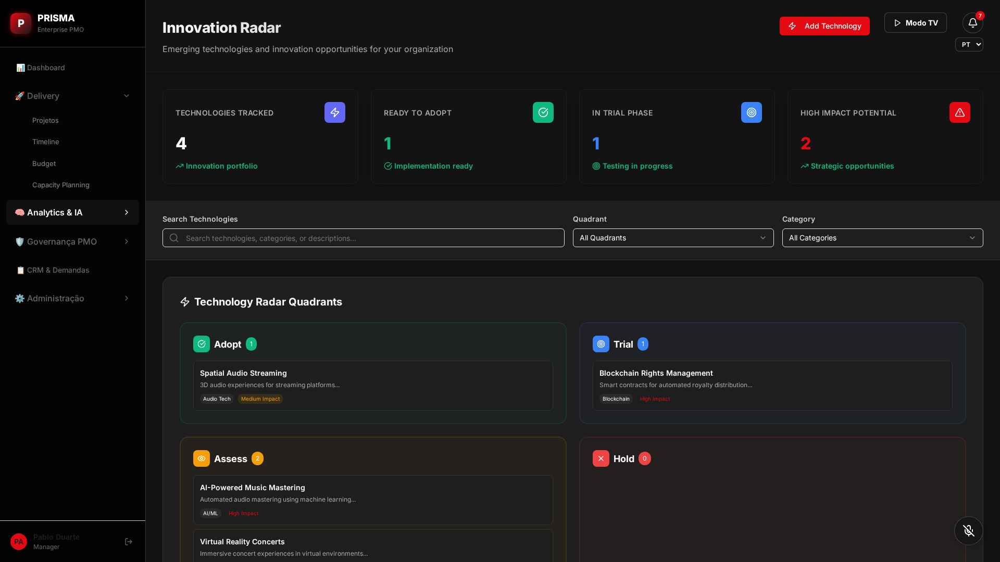 P
PRISMA
Enterprise PMO
Dashboard
Delivery
Projetos
Timeline
Budget
Capacity Planning
Analytics & IA
Governança PMO
CRM & Demandas
Administração
PA
Pablo Duarte
Manager
Innovation Radar
Emerging technologies and innovation opportunities for your organization
Add Technology
Modo TV
7
PT
TECHNOLOGIES TRACKED
4
Innovation portfolio
READY TO ADOPT
1
Implementation ready
IN TRIAL PHASE
1
Testing in progress
HIGH IMPACT POTENTIAL
2
Strategic opportunities
Search Technologies
Search technologies, categories, or descriptions...
Quadrant
All Quadrants
Category
All Categories
Technology Radar Quadrants
Adopt 1
Spatial Audio Streaming
3D audio experiences for streaming platforms...
Audio Tech Medium Impact
Trial 1
Blockchain Rights Management
Smart contracts for automated royalty distribution...
Blockchain High Impact
Assess 2
AI-Powered Music Mastering
Automated audio mastering using machine learning...
AI/ML High Impact
Virtual Reality Concerts
Immersive concert experiences in virtual environments...
Hold 0